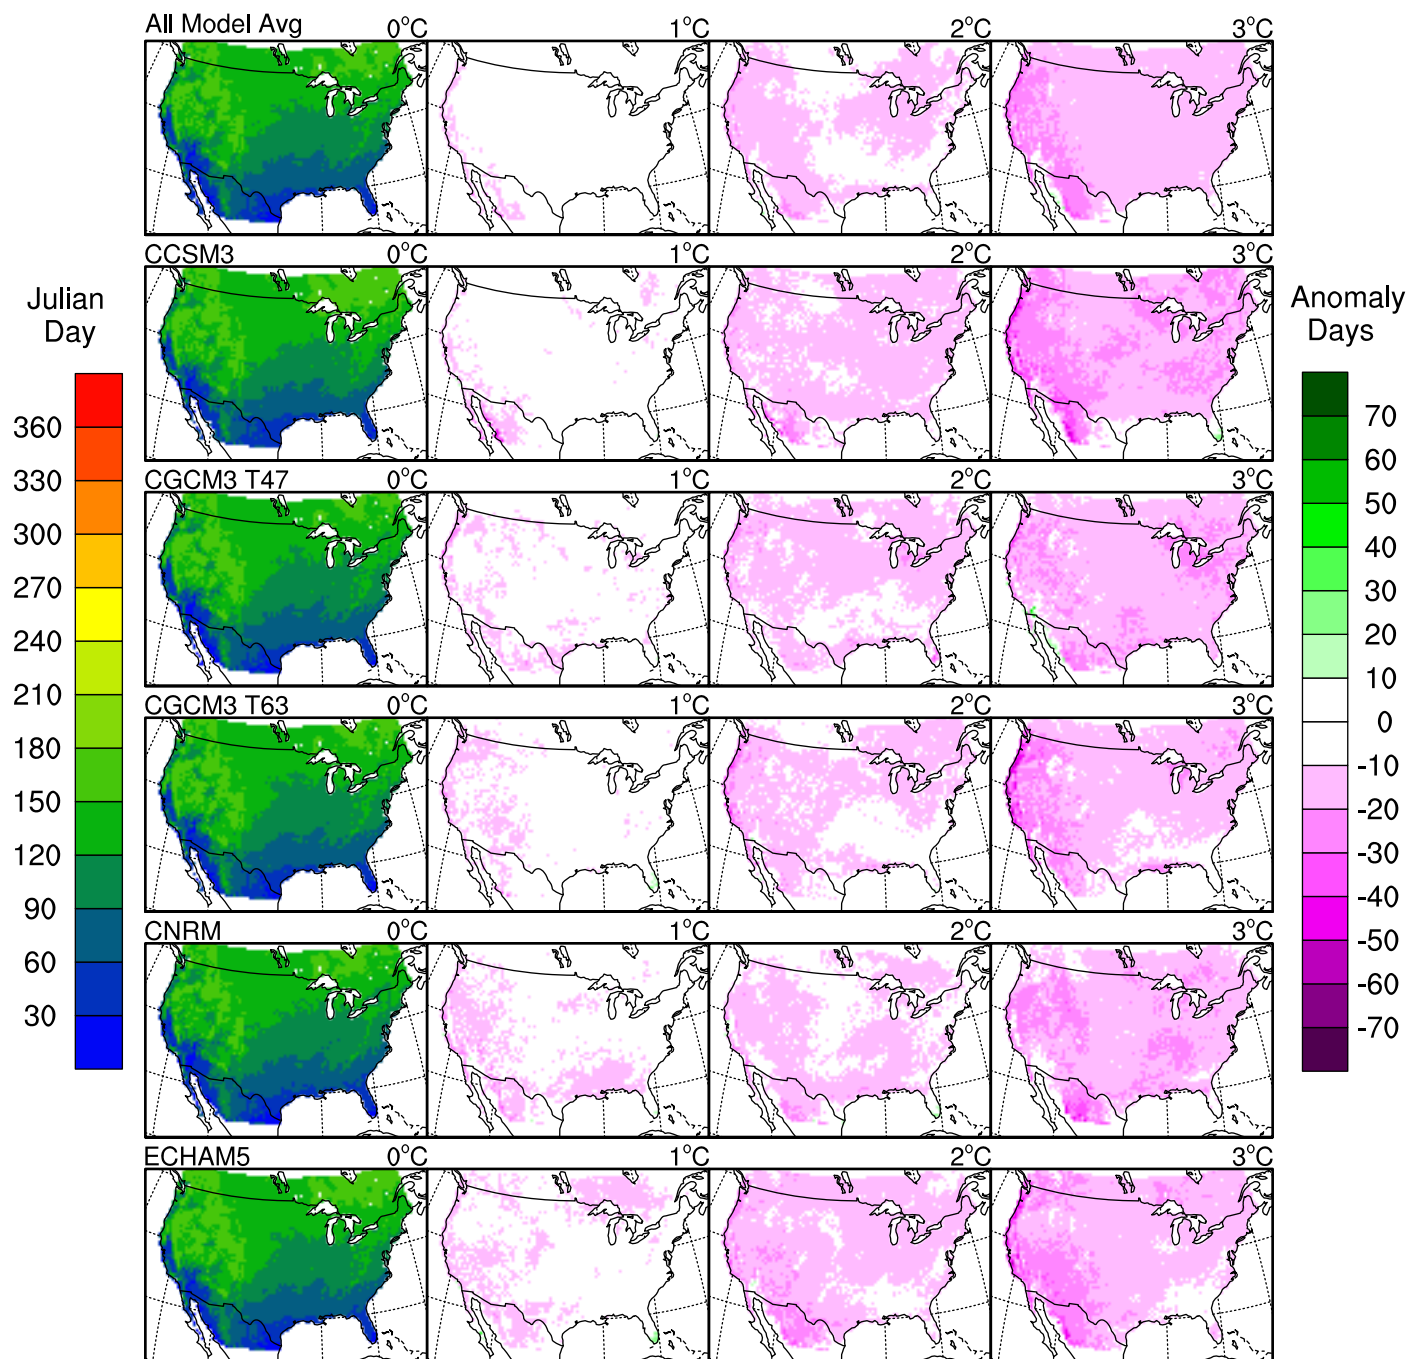 All Model Avg 0°C 1°C 2°C 3°C
CCSM3 0°C 1°C 2°C 3°C
CGCM3 T47 0°C 1°C 2°C 3°C
CGCM3 T63 0°C 1°C 2°C 3°C
CNRM 0°C 1°C 2°C 3°C
ECHAM5 0°C 1°C 2°C 3°C
Julian
Day
360
330
300
270
240
210
180
150
120
90
60
30
Anomaly
Days
70
60
50
40
30
20
10
0
-10
-20
-30
-40
-50
-60
-70